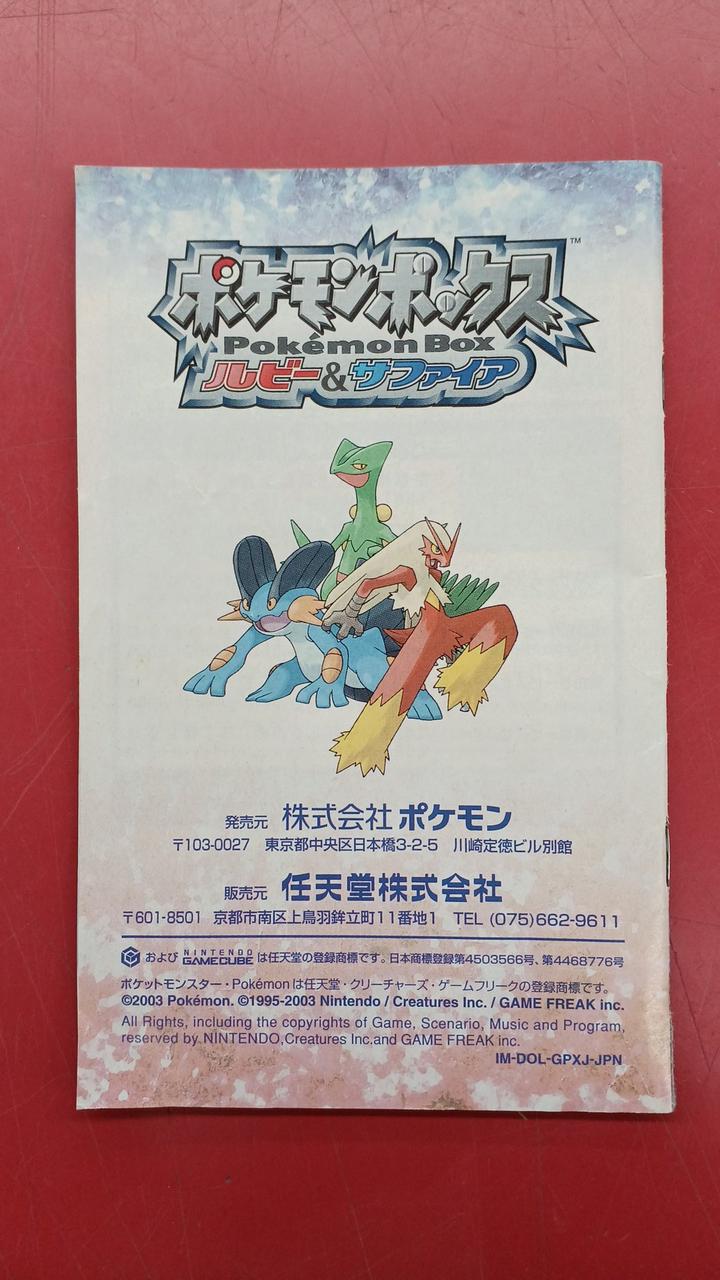 ポケモンボックス™
Pokémon Box
ルビー&サファイア
発売元 株式会社ポケモン
〒103-0027 東京都中央区日本橋3-2-5 川崎定徳ビル別館
販売元 任天堂株式会社
〒601-8501 京都市南区上鳥羽鉾立町11番地1 TEL (075)662-9611
および NINTENDO GAMECUBE は任天堂の登録商標です。日本商標登録第4503566号、第4468776号
ポケットモンスター・Pokémonは任天堂・クリーチャーズ・ゲームフリークの登録商標です。
©2003 Pokémon. ©1995-2003 Nintendo / Creatures Inc. / GAME FREAK inc.
All Rights, including the copyrights of Game, Scenario, Music and Program,
reserved by NINTENDO,Creatures Inc.and GAME FREAK inc.
IM-DOL-GPXJ-JPN